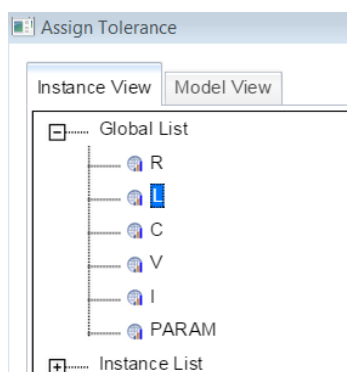 Assign Tolerance
Instance View Model View
Global List
R
L
C
V
I
PARAM
Instance List